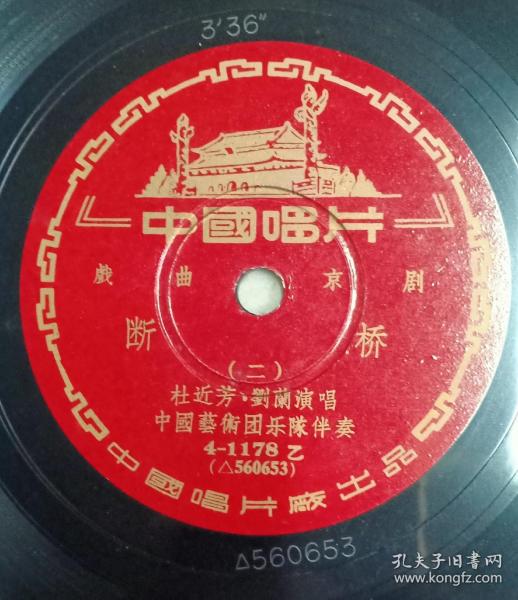 3′36″
中國唱片
戲曲 京剧
断桥
(二)
杜近芳·劉蘭演唱
中國藝術团乐隊伴奏
4-1178乙
(△560653)
中國唱片厰出品
△560653
孔夫子旧書网
www.kongfz.com